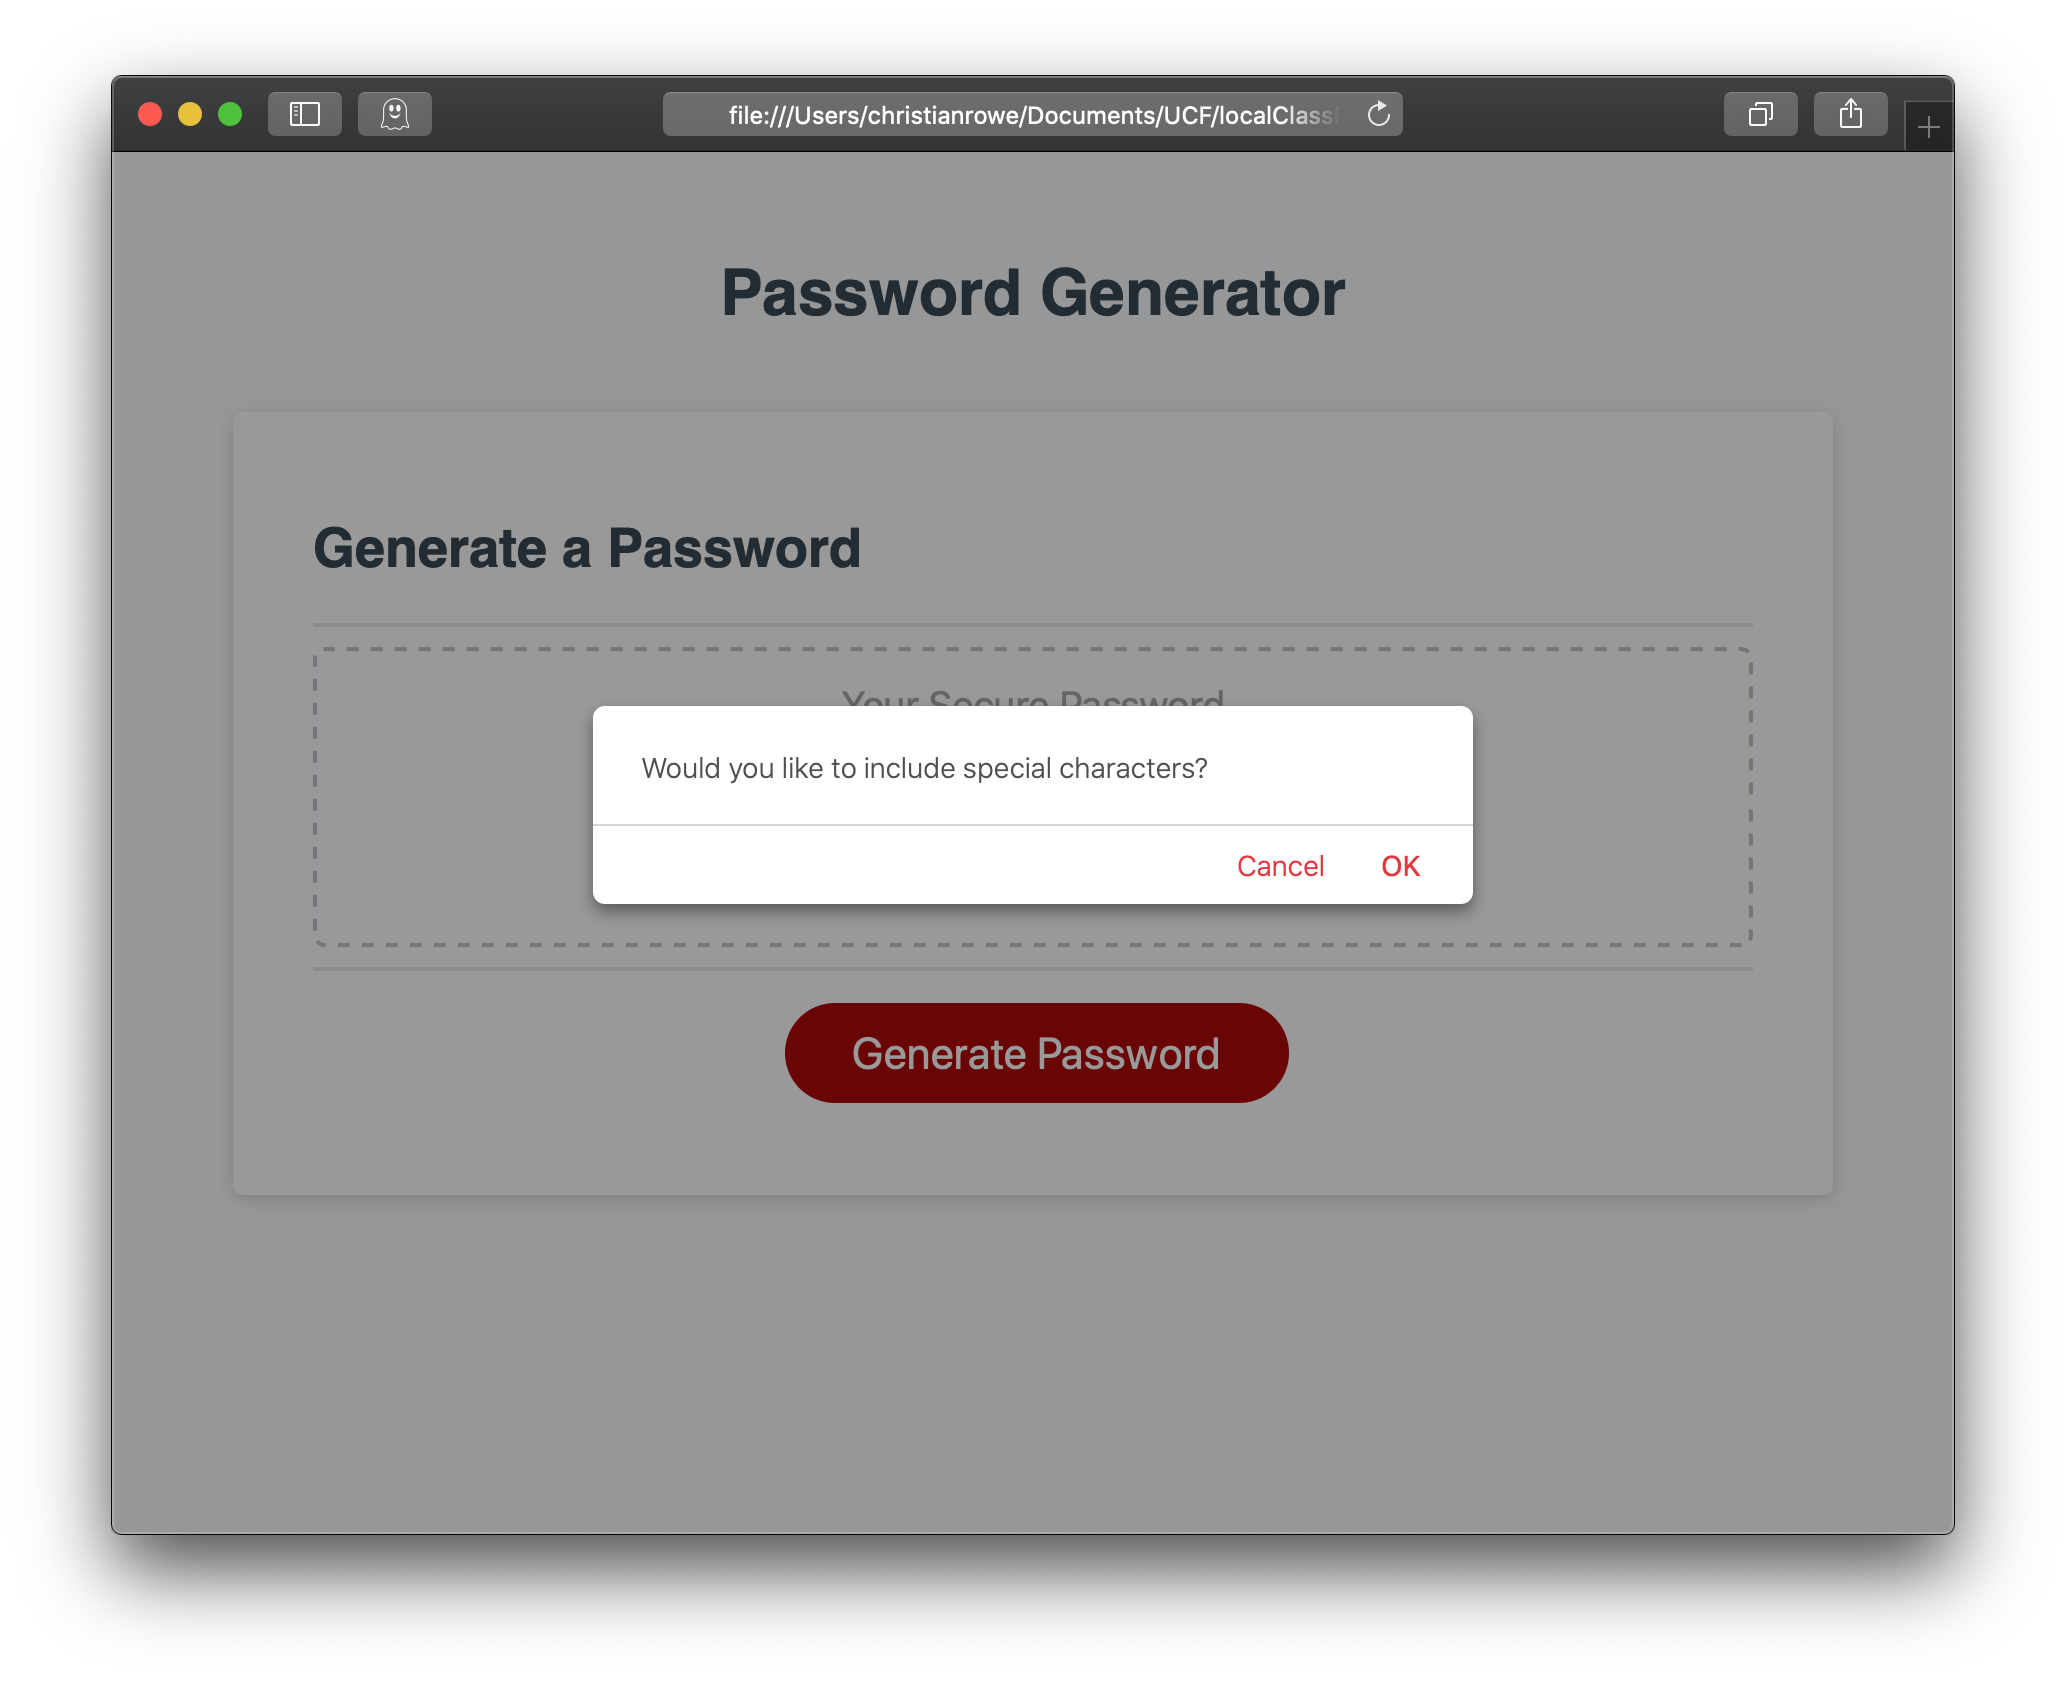 file:///Users/christianrowe/Documents/UCF/localClass
Password Generator
Generate a Password
Your Secure Password
Would you like to include special characters?
Cancel OK
Generate Password